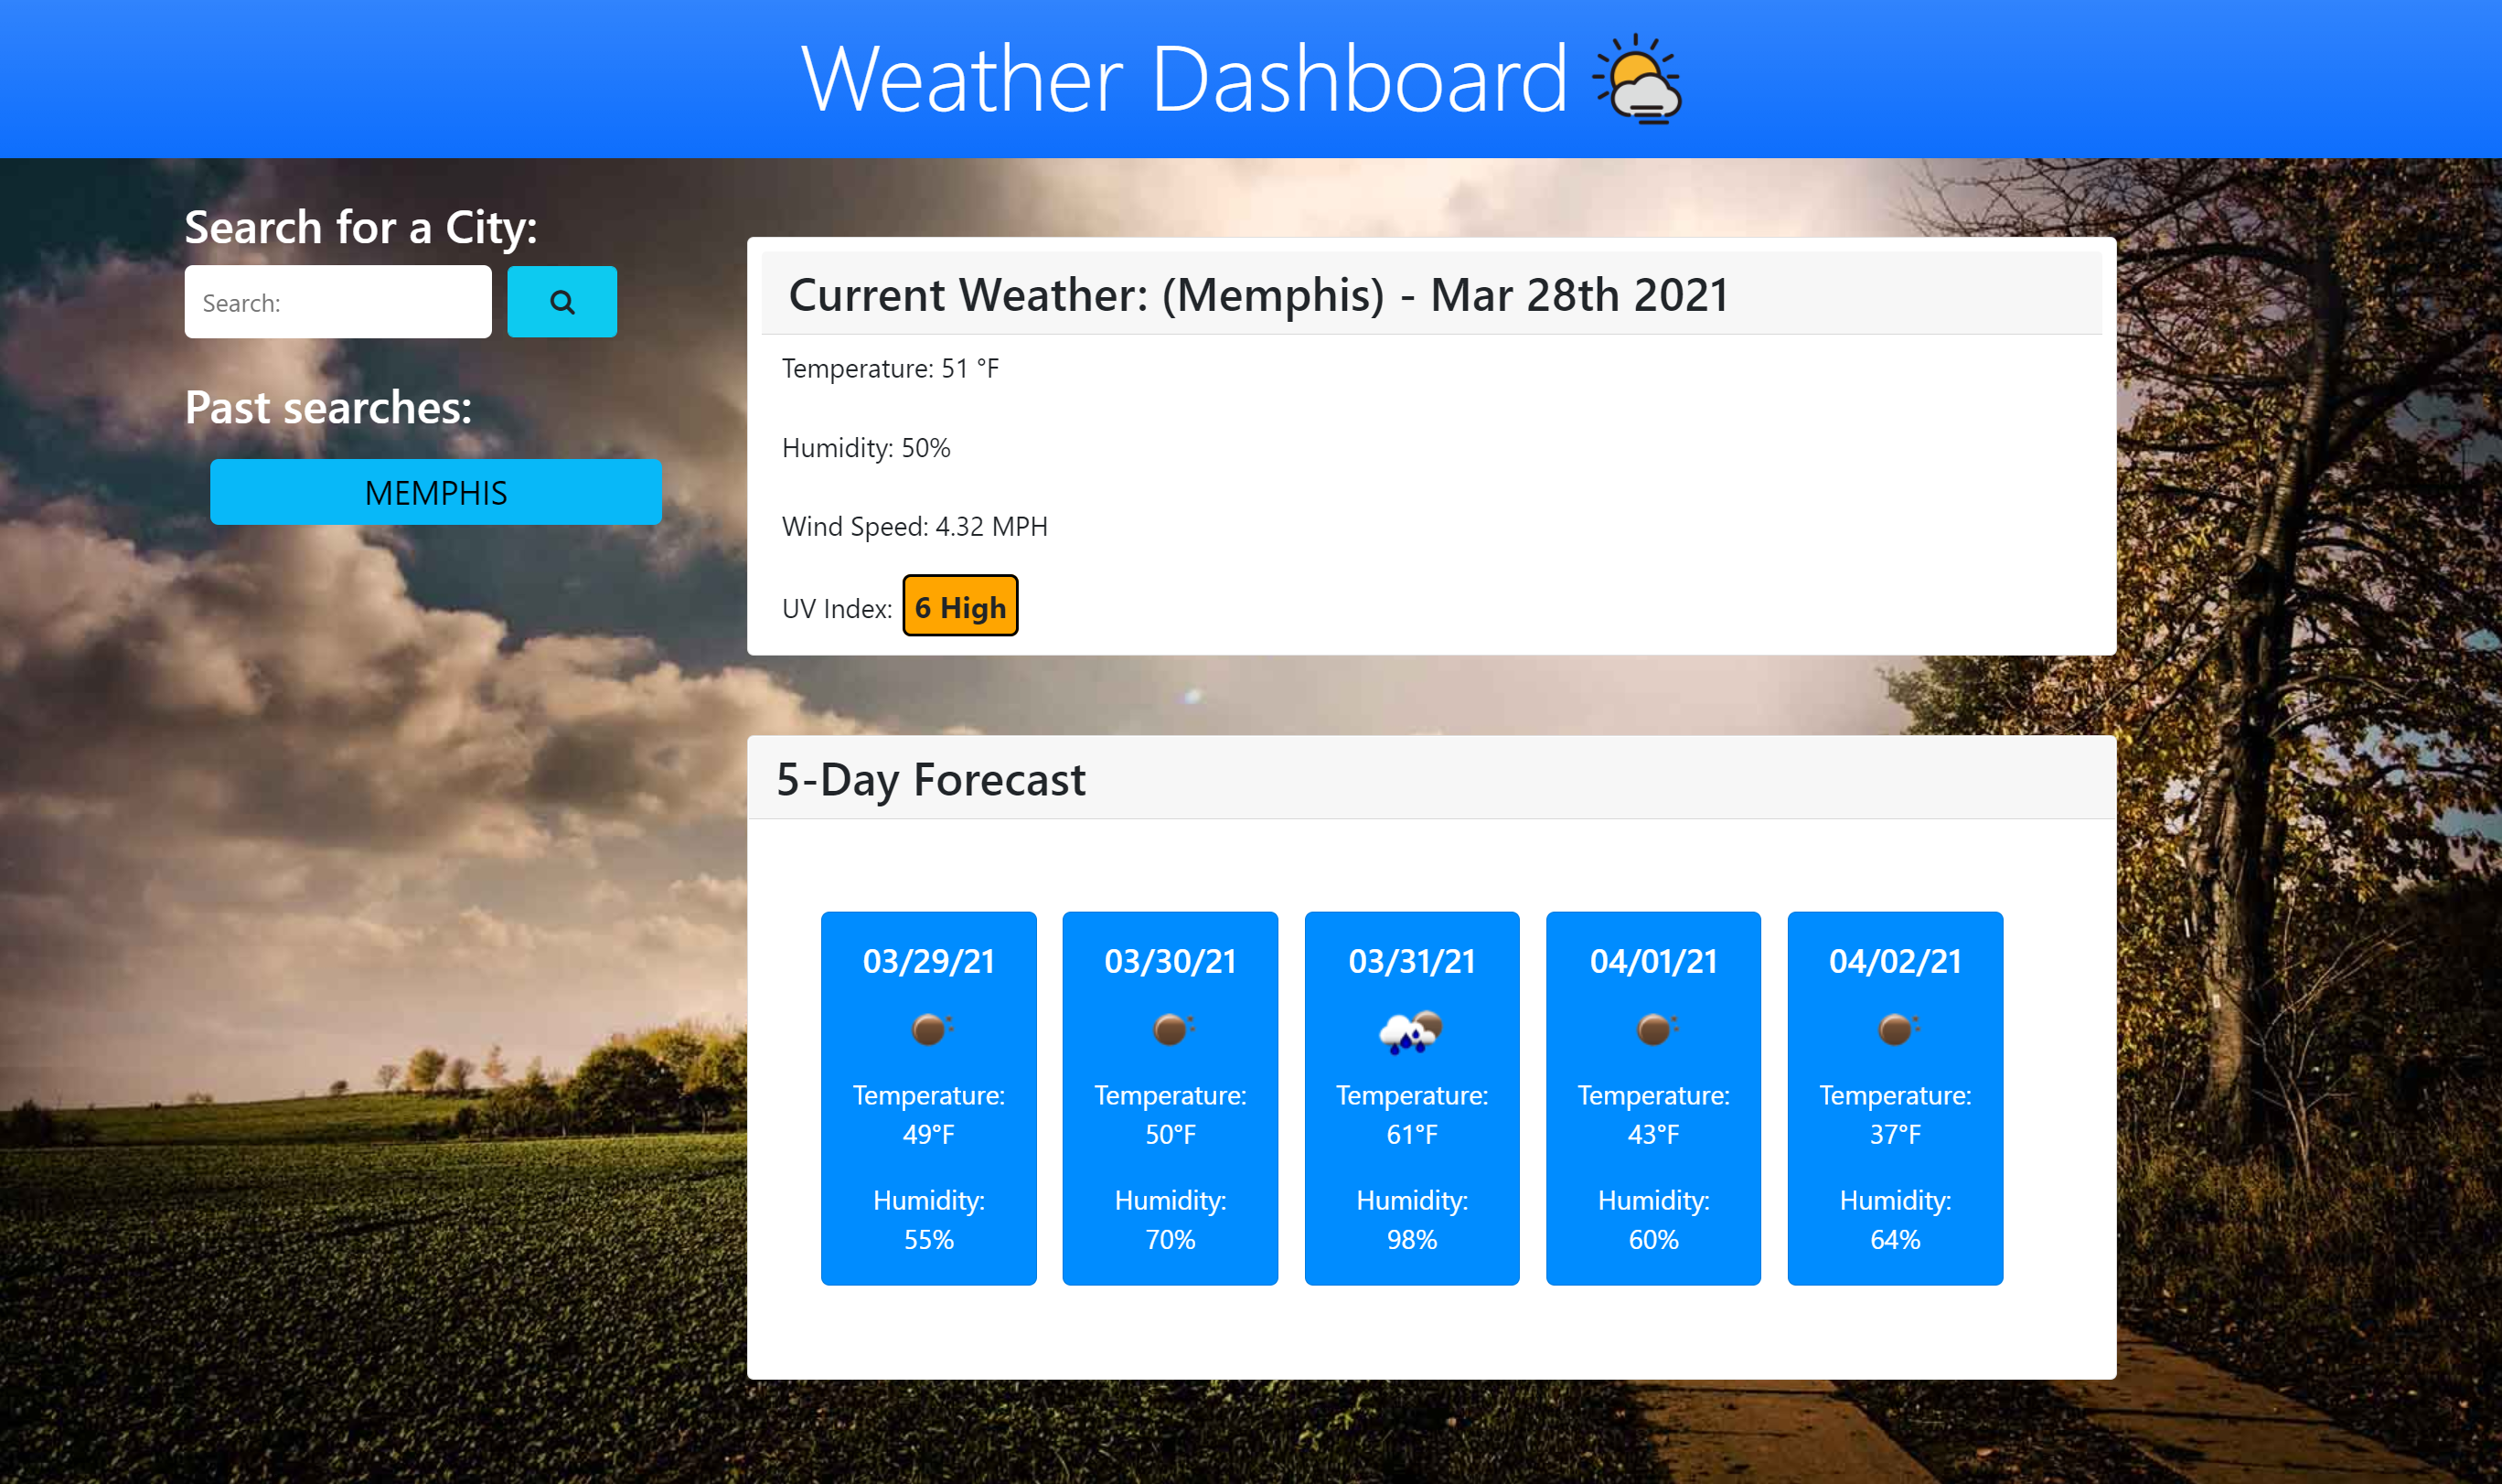 Weather Dashboard
Search for a City:
Search:
Past searches:
MEMPHIS
Current Weather: (Memphis) - Mar 28th 2021
Temperature: 51 °F
Humidity: 50%
Wind Speed: 4.32 MPH
UV Index: 6 High
5-Day Forecast
03/29/21
Temperature:
49°F
Humidity:
55%
03/30/21
Temperature:
50°F
Humidity:
70%
03/31/21
Temperature:
61°F
Humidity:
98%
04/01/21
Temperature:
43°F
Humidity:
60%
04/02/21
Temperature:
37°F
Humidity:
64%